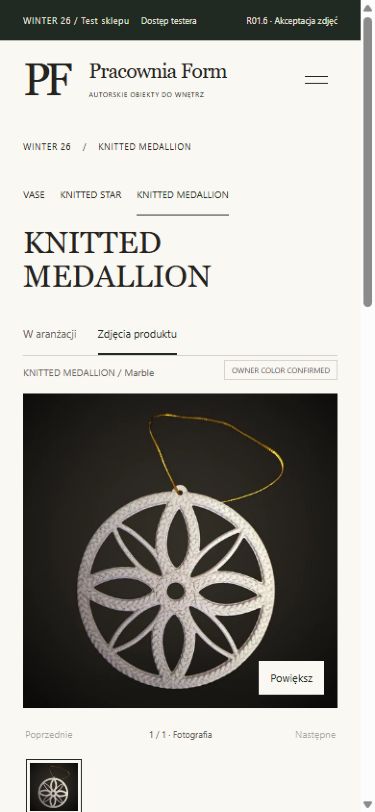 WINTER 26 / Test sklepu Dostęp testera R01.6 · Akceptacja zdjęć
PF Pracownia Form
AUTORSKIE OBIEKTY DO WNĘTRZ
WINTER 26 / KNITTED MEDALLION
VASE KNITTED STAR KNITTED MEDALLION
KNITTED
MEDALLION
W aranżacji Zdjęcia produktu
KNITTED MEDALLION / Marble OWNER COLOR CONFIRMED
Powiększ
Poprzednie 1 / 1 · Fotografia Następne